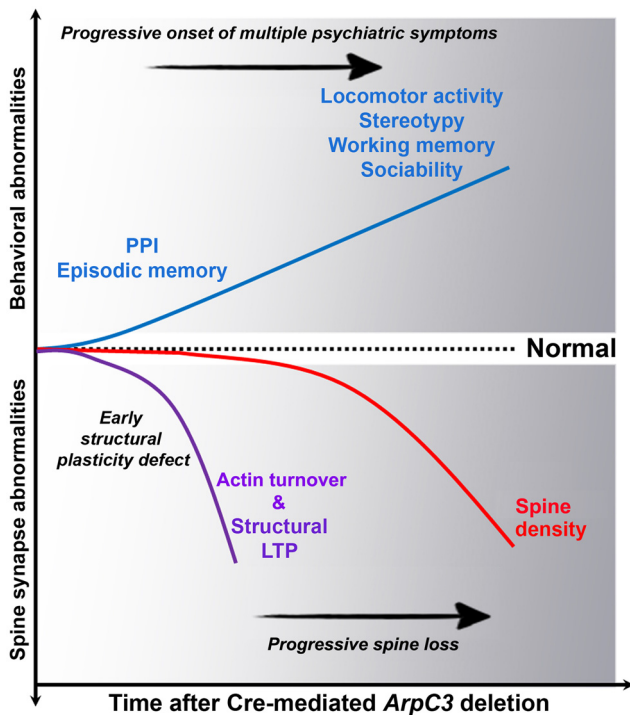 Progressive onset of multiple psychiatric symptoms
Locomotor activity
Stereotypy
Working memory
Sociability
PPI
Episodic memory
Behavioral abnormalities
Normal
Early
structural
plasticity defect
Actin turnover
&
Structural
LTP
Spine
density
Progressive spine loss
Spine synapse abnormalities
Time after Cre-mediated ArpC3 deletion